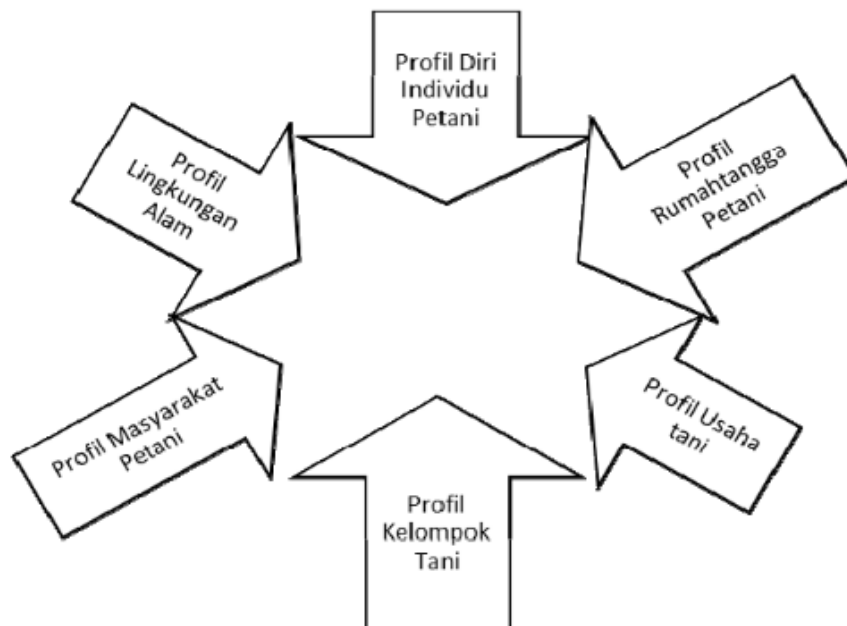 Profil Diri
Individu
Petani
Profil
Lingkungan
Alam
Profil
Rumahtangga
Petani
Profil Masyarakat
Petani
Profil Usaha
tani
Profil
Kelompok
Tani